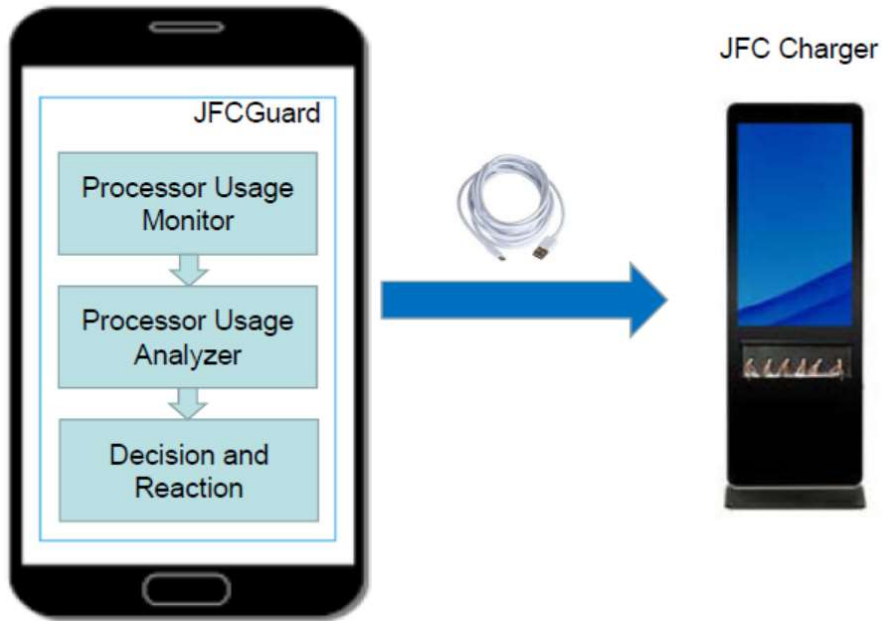 JFC Charger
JFCGuard
Processor Usage
Monitor
Processor Usage
Analyzer
Decision and
Reaction